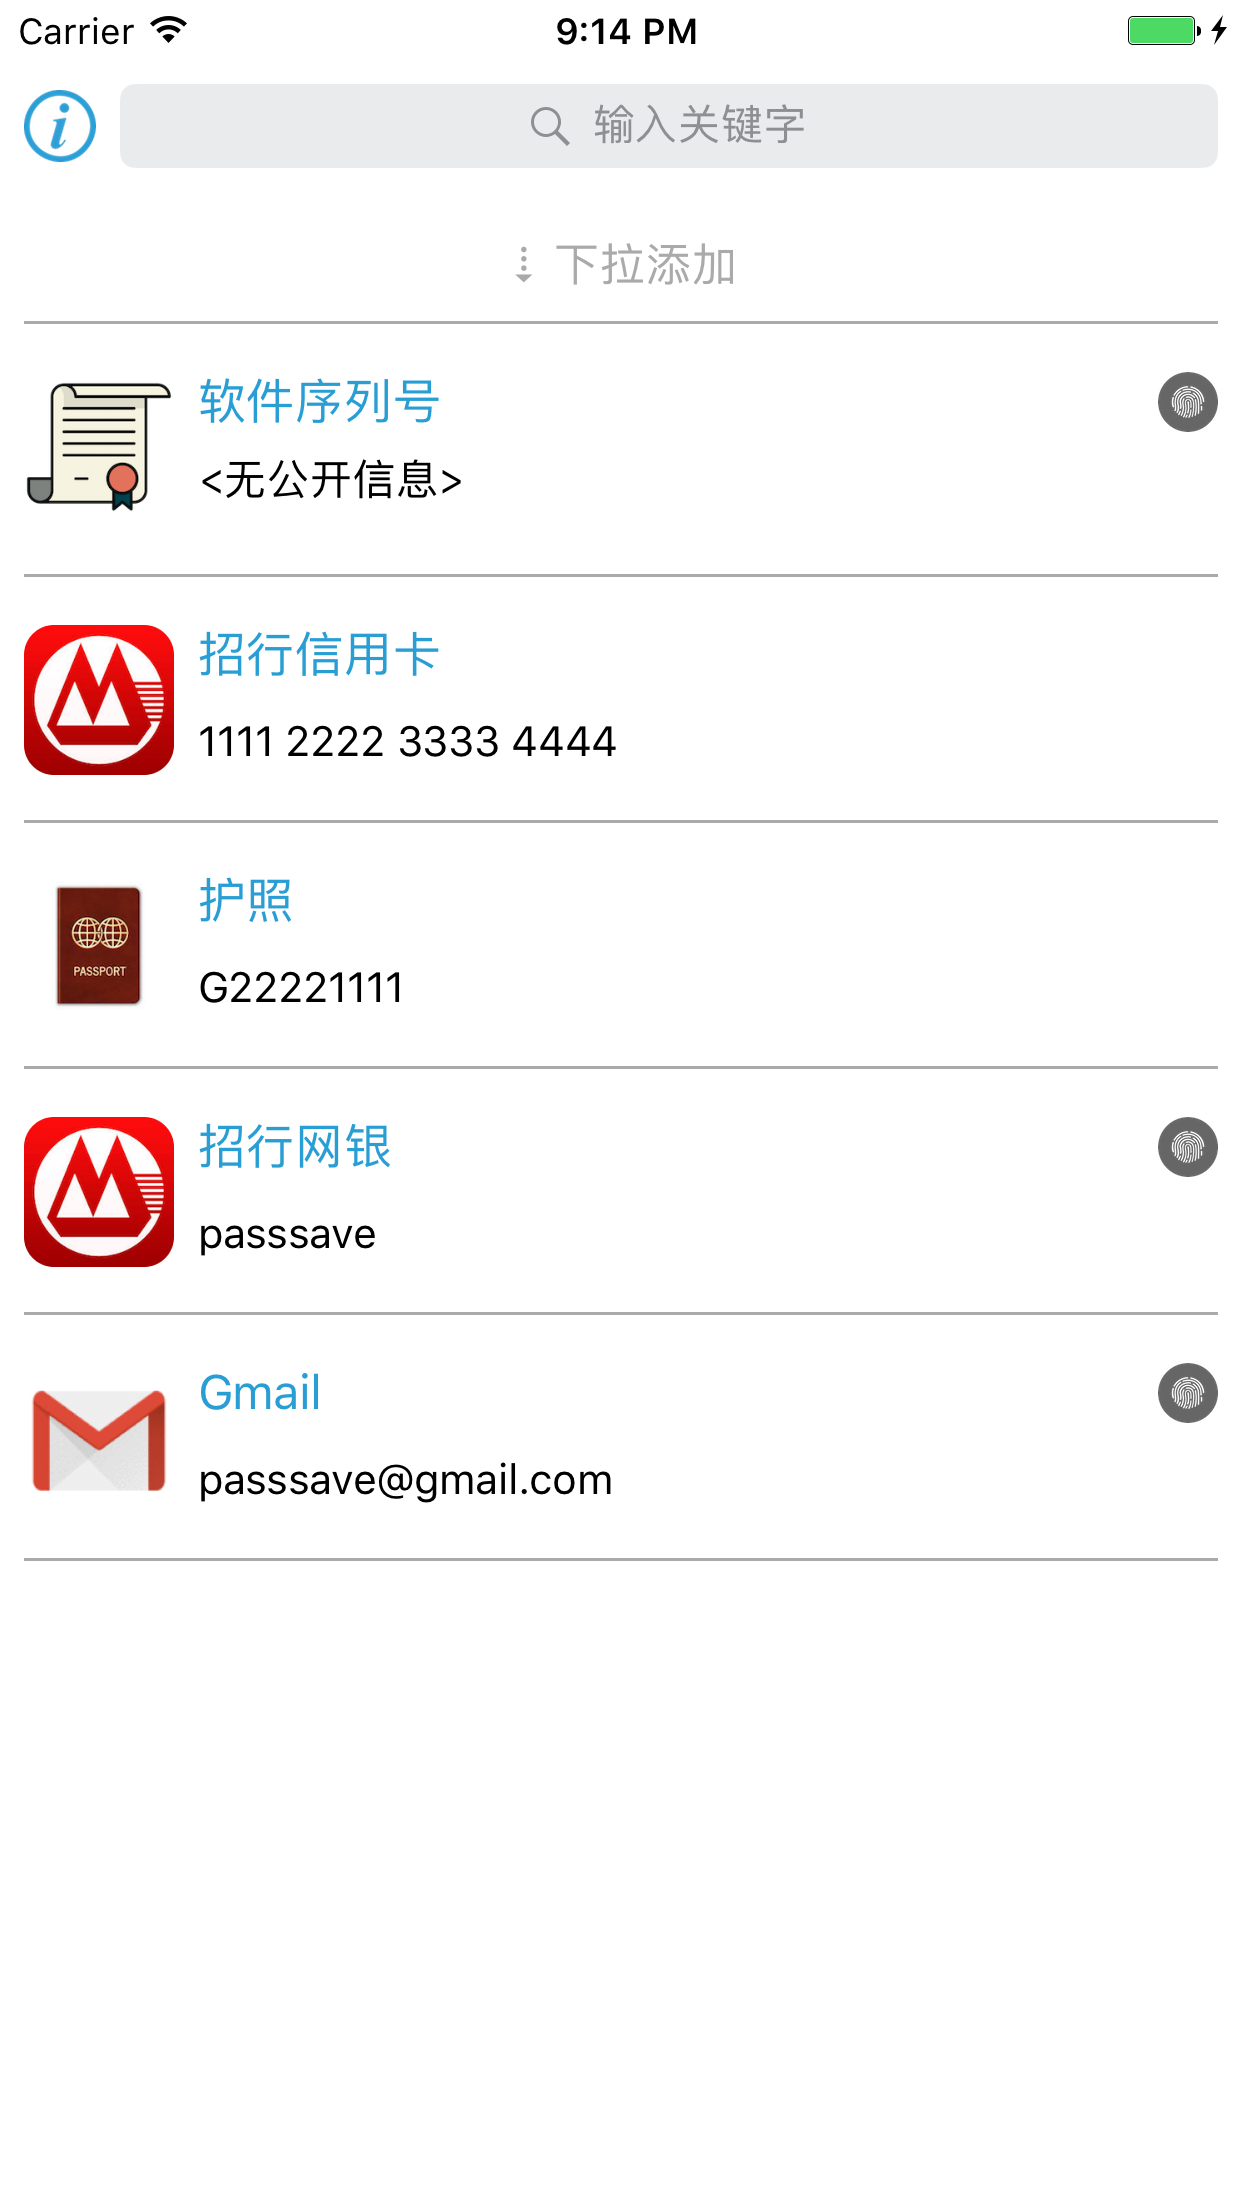 Carrier 9:14 PM
输入关键字
下拉添加
软件序列号
<无公开信息>
招行信用卡
1111 2222 3333 4444
护照
PASSPORT
G22221111
招行网银
passsave
Gmail
passsave@gmail.com